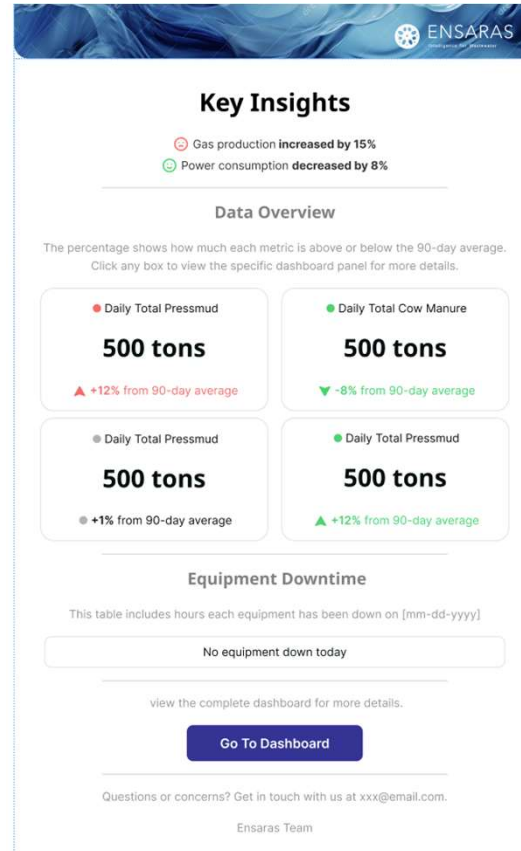 ENSARAS
Intelligence for Wastewater
Key Insights
Gas production increased by 15%
Power consumption decreased by 8%
Data Overview
The percentage shows how much each metric is above or below the 90-day average.
Click any box to view the specific dashboard panel for more details.
Daily Total Pressmud
500 tons
+12% from 90-day average
Daily Total Cow Manure
500 tons
-8% from 90-day average
Daily Total Pressmud
500 tons
+1% from 90-day average
Daily Total Pressmud
500 tons
+12% from 90-day average
Equipment Downtime
This table includes hours each equipment has been down on [mm-dd-yyyy]
No equipment down today
view the complete dashboard for more details.
Go To Dashboard
Questions or concerns? Get in touch with us at xxx@email.com.
Ensaras Team